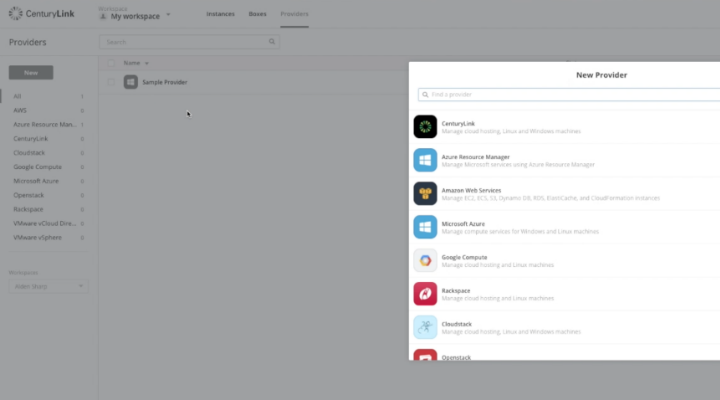 CenturyLink
Workspace
My workspace
Instances
Boxes
Providers
Providers
Search
New
Name
Sample Provider
All 1
AWS 0
Azure Resource Man... 1
CenturyLink 0
Cloudstack 0
Google Compute 0
Microsoft Azure 0
Openstack 0
Rackspace 0
VMware vCloud Dire... 0
VMware vSphere 0
Workspace
New Provider
Find a provider
CenturyLink
Manage cloud hosting, Linux and Windows machines
Azure Resource Manager
Manage Microsoft services using Azure Resource Manager
Amazon Web Services
Manage EC2, ECS, S3, Dynamo DB, RDS, ElastiCache, and CloudFormation instances
Microsoft Azure
Manage compute services for Windows and Linux machines
Google Compute
Manage cloud hosting and Linux machines
Rackspace
Manage cloud hosting and Linux machines
Cloudstack
Manage cloud hosting, Linux and Windows machines
Openstack